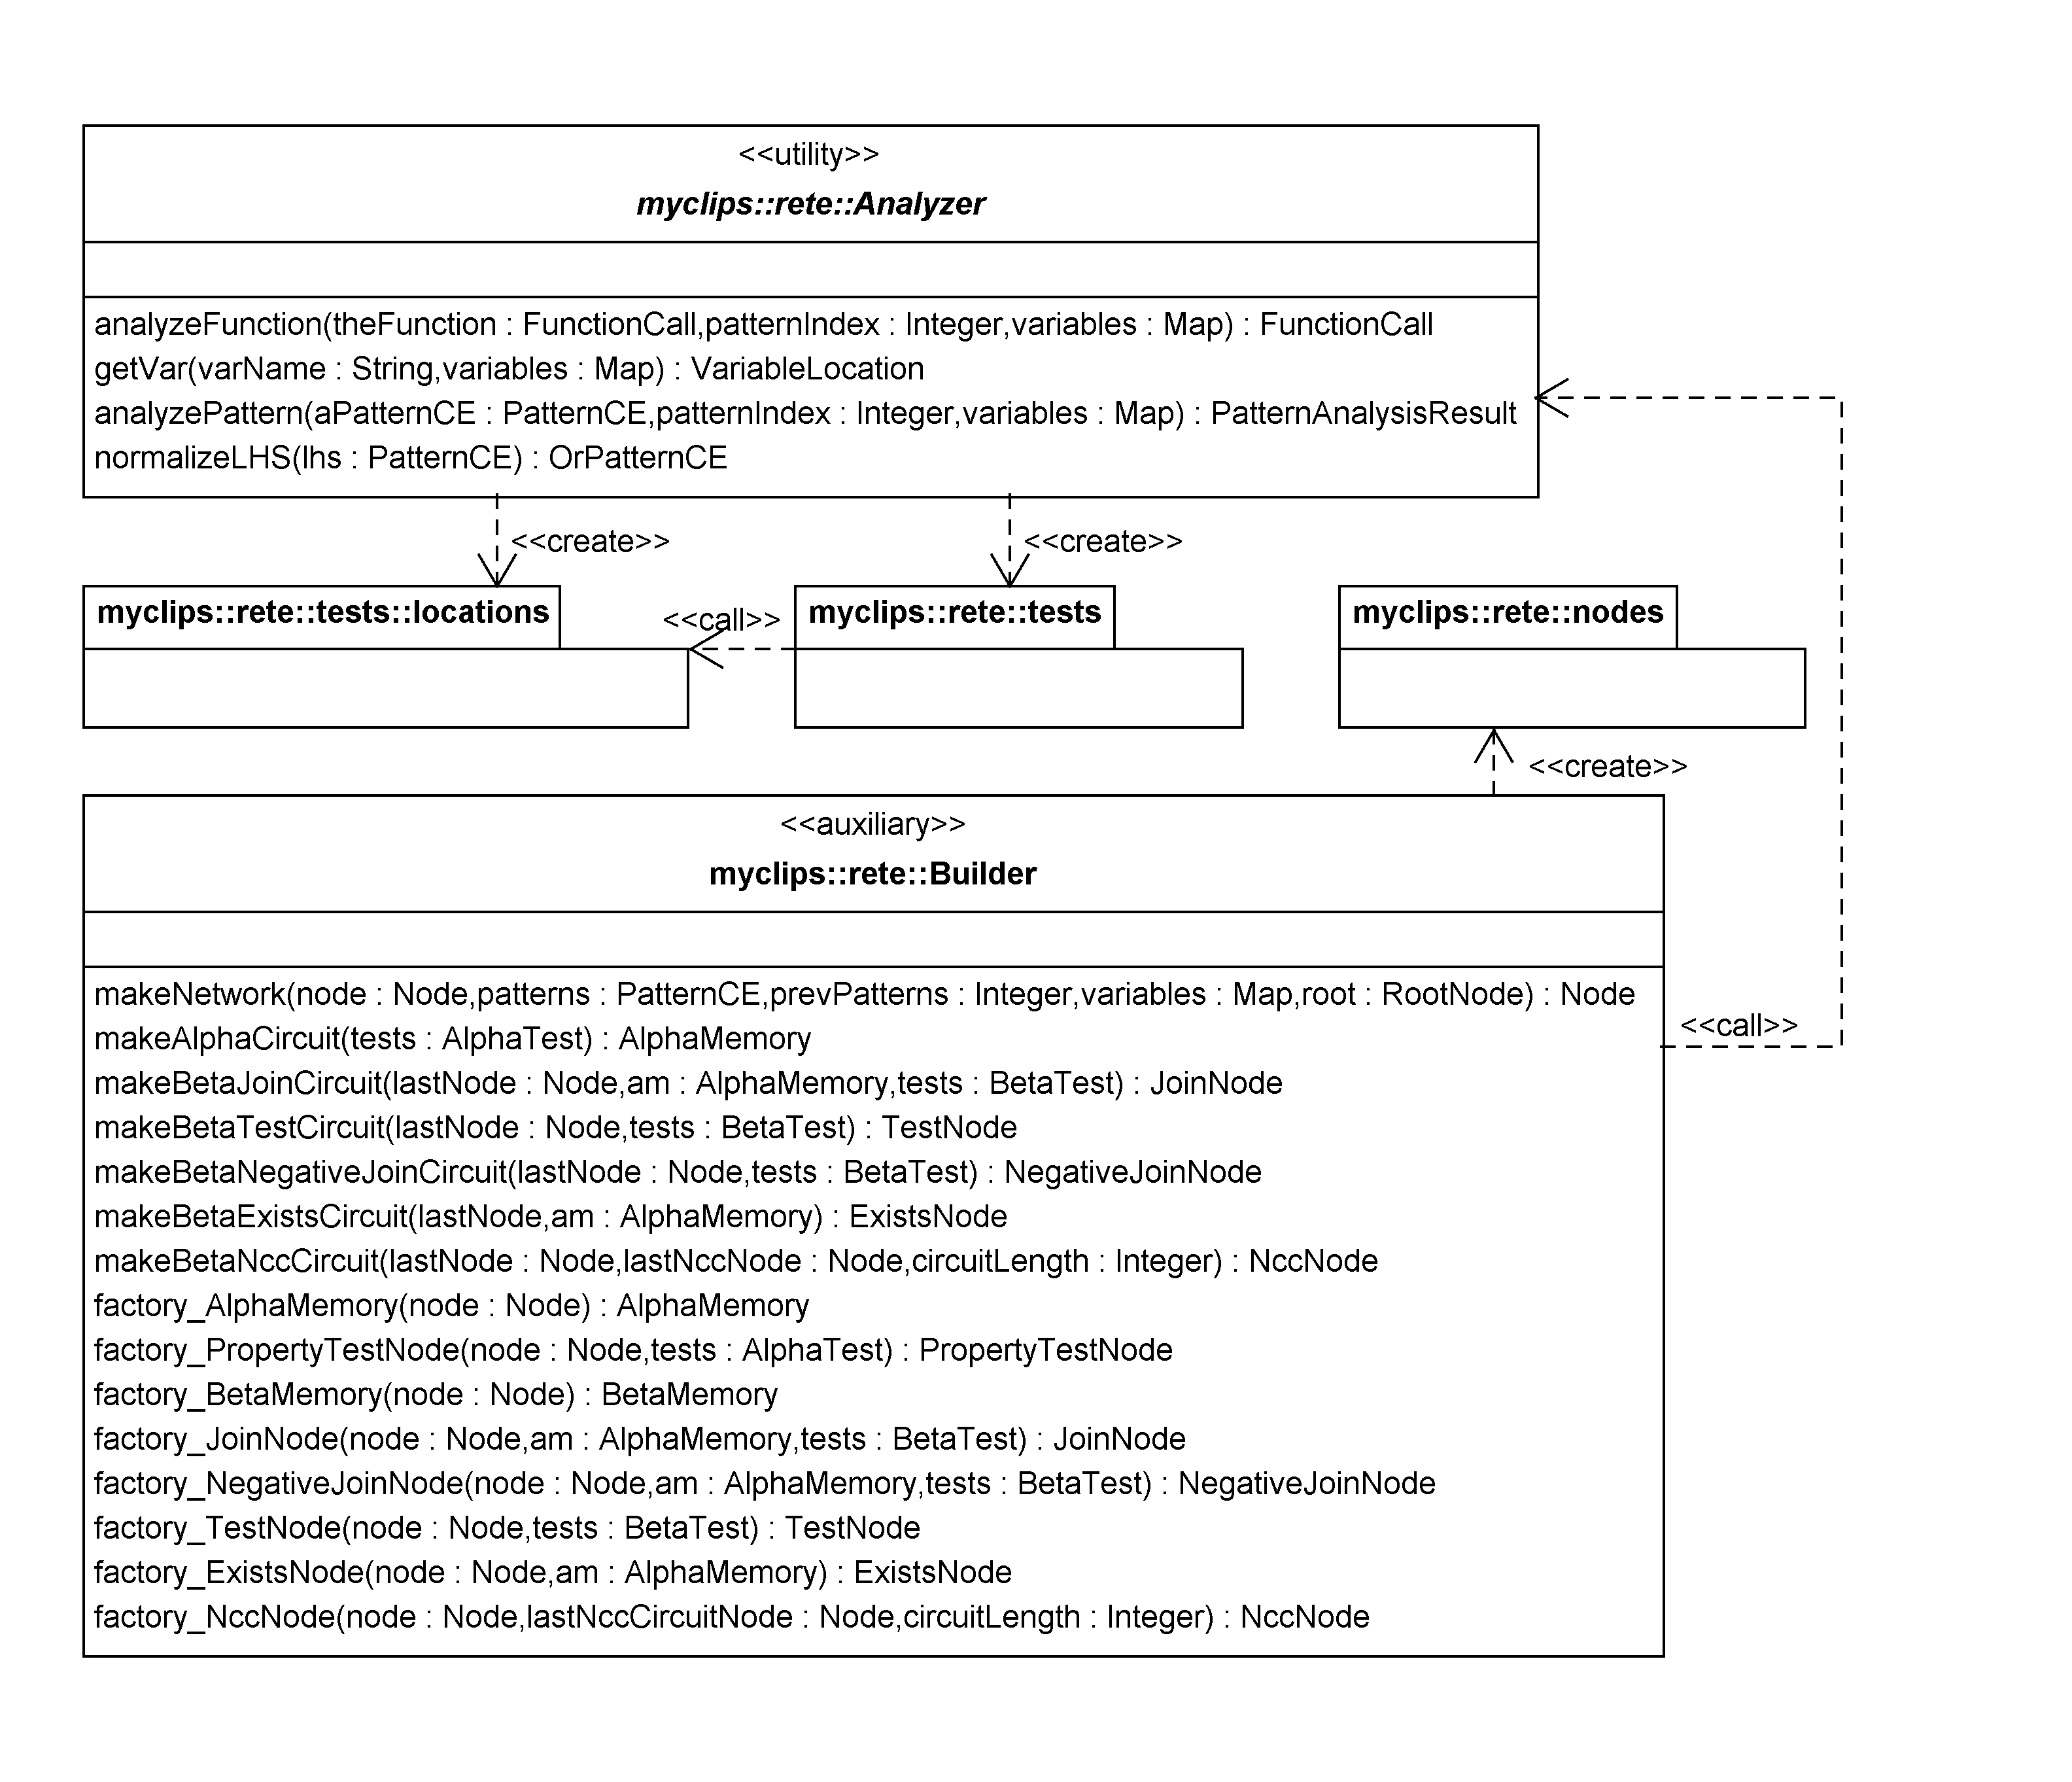 <<utility>>
myclips::rete::Analyzer
analyzeFunction(theFunction : FunctionCall,patternIndex : Integer,variables : Map) : FunctionCall
getVar(varName : String,variables : Map) : VariableLocation
analyzePattern(aPatternCE : PatternCE,patternIndex : Integer,variables : Map) : PatternAnalysisResult
normalizeLHS(lhs : PatternCE) : OrPatternCE
<<create>>
<<create>>
myclips::rete::tests::locations
<<call>>
myclips::rete::tests
myclips::rete::nodes
<<create>>
<<auxiliary>>
myclips::rete::Builder
makeNetwork(node : Node,patterns : PatternCE,prevPatterns : Integer,variables : Map,root : RootNode) : Node
<<call>>
makeAlphaCircuit(tests : AlphaTest) : AlphaMemory
makeBetaJoinCircuit(lastNode : Node,am : AlphaMemory,tests : BetaTest) : JoinNode
makeBetaTestCircuit(lastNode : Node,tests : BetaTest) : TestNode
makeBetaNegativeJoinCircuit(lastNode : Node,tests : BetaTest) : NegativeJoinNode
makeBetaExistsCircuit(lastNode,am : AlphaMemory) : ExistsNode
makeBetaNccCircuit(lastNode : Node,lastNccNode : Node,circuitLength : Integer) : NccNode
factory_AlphaMemory(node : Node) : AlphaMemory
factory_PropertyTestNode(node : Node,tests : AlphaTest) : PropertyTestNode
factory_BetaMemory(node : Node) : BetaMemory
factory_JoinNode(node : Node,am : AlphaMemory,tests : BetaTest) : JoinNode
factory_NegativeJoinNode(node : Node,am : AlphaMemory,tests : BetaTest) : NegativeJoinNode
factory_TestNode(node : Node,tests : BetaTest) : TestNode
factory_ExistsNode(node : Node,am : AlphaMemory) : ExistsNode
factory_NccNode(node : Node,lastNccCircuitNode : Node,circuitLength : Integer) : NccNode